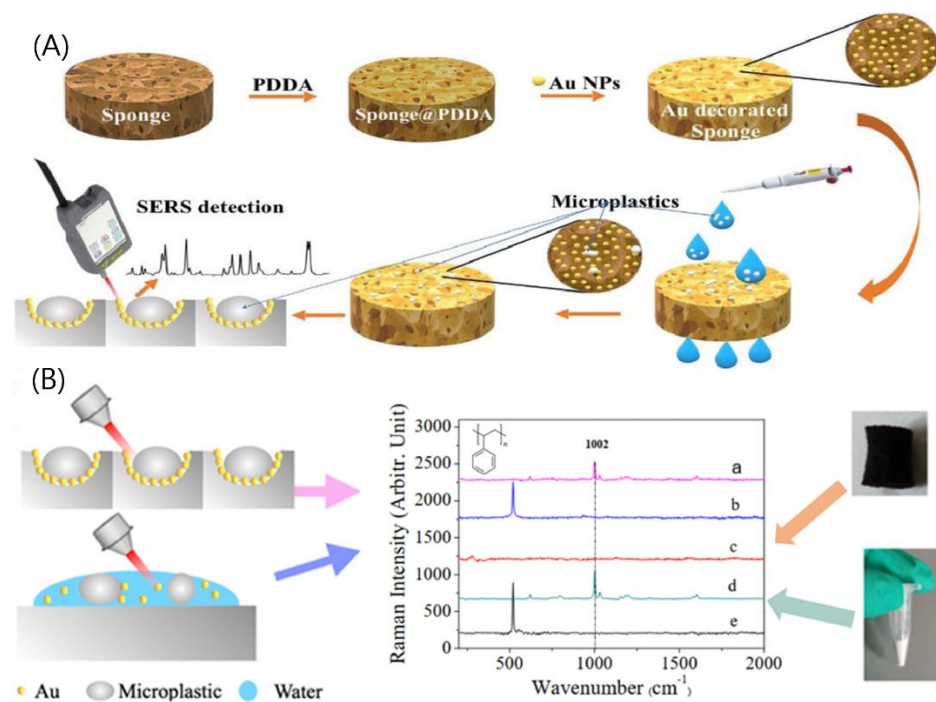 (A)
PDDA
Au NPs
Sponge
Sponge@PDDA
Au decorated
Sponge
SERS detection
Microplastics
(B)
Raman Intensity (Arbitr. Unit)
3000
2500
2000
1500
1000
500
0
n
1002
a
b
c
d
e
500
1000
1500
2000
Wavenumber (cm⁻¹)
Au
Microplastic
Water